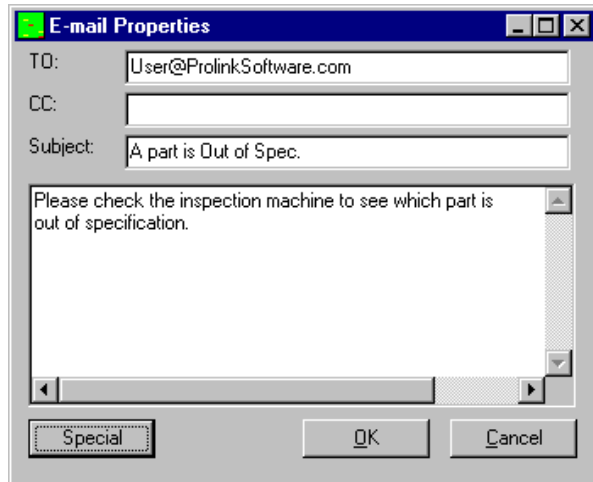 E-mail Properties
TO: User@ProlinkSoftware.com
CC:
Subject: A part is Out of Spec.
Please check the inspection machine to see which part is
out of specification.
Special OK Cancel